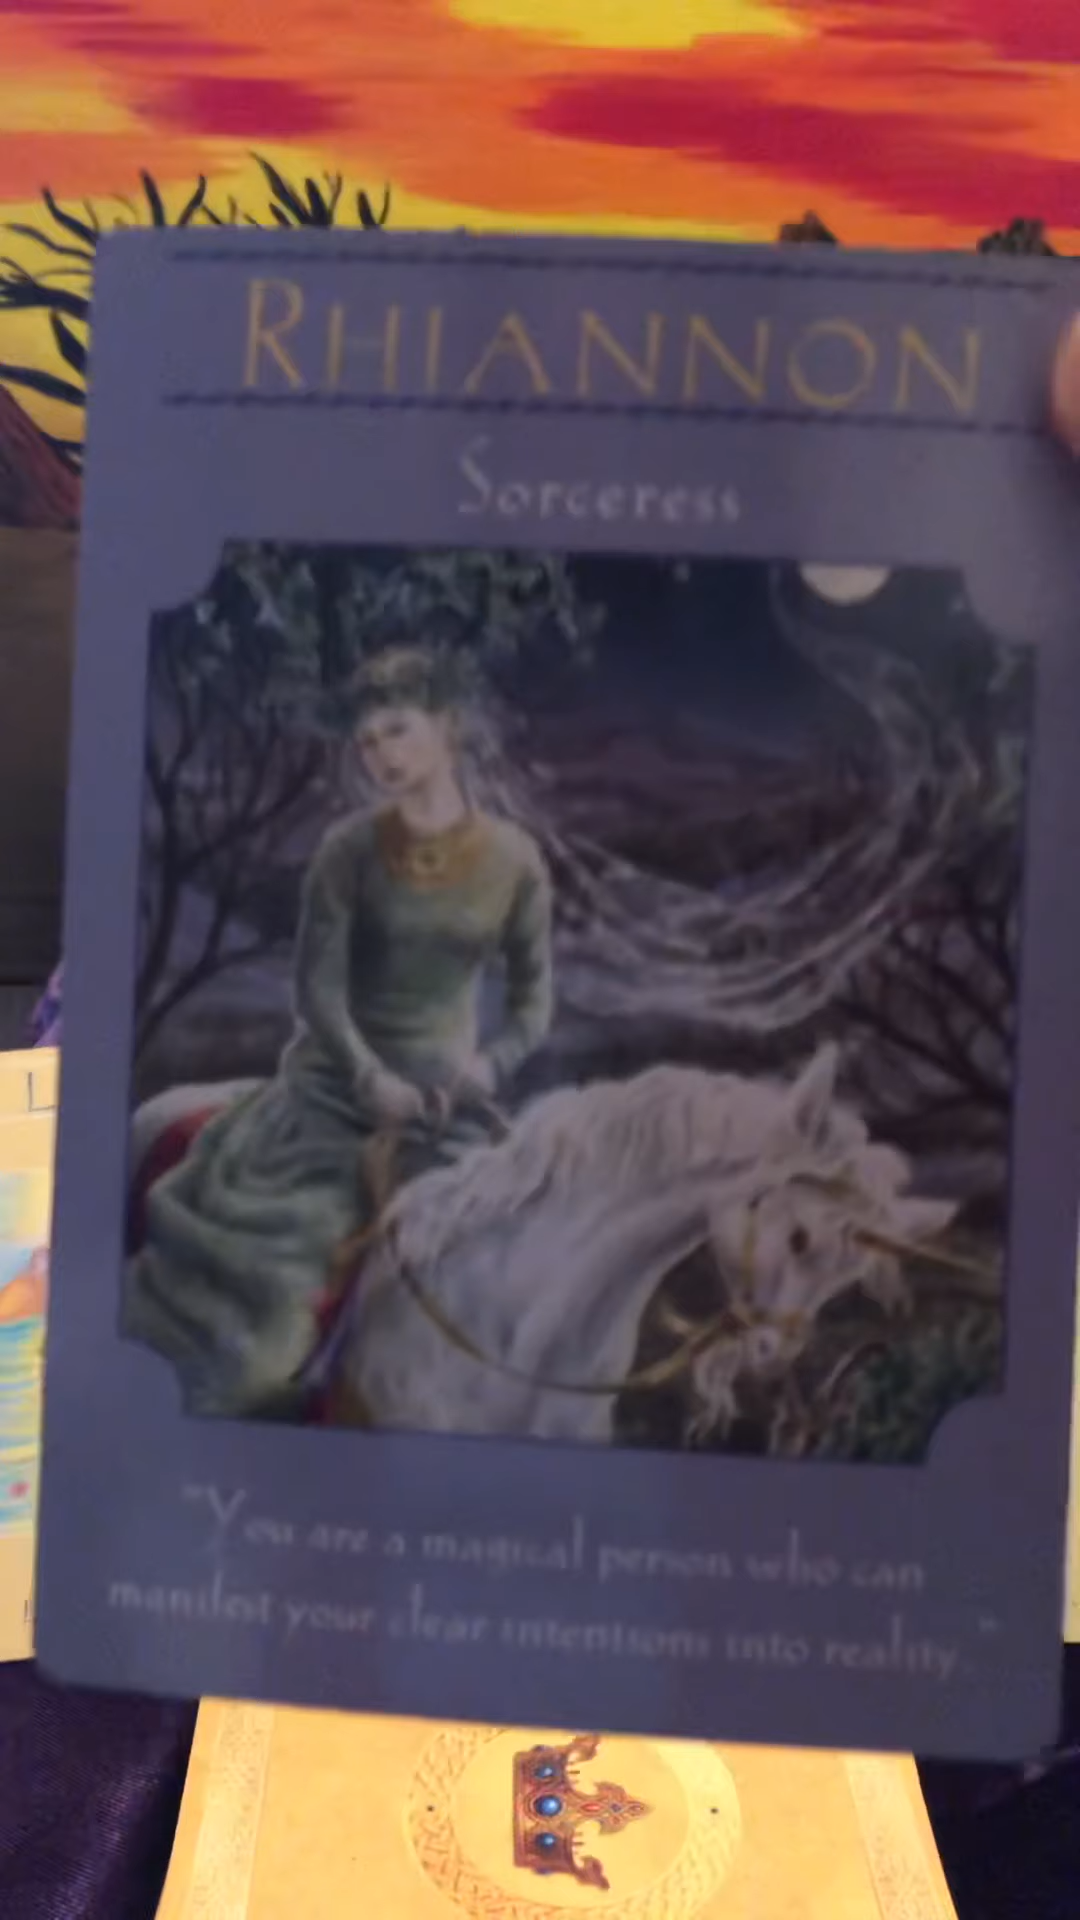 RHIANNON
Sorceress
"You are a magical person who can
manifest your clear intentions into reality."
L